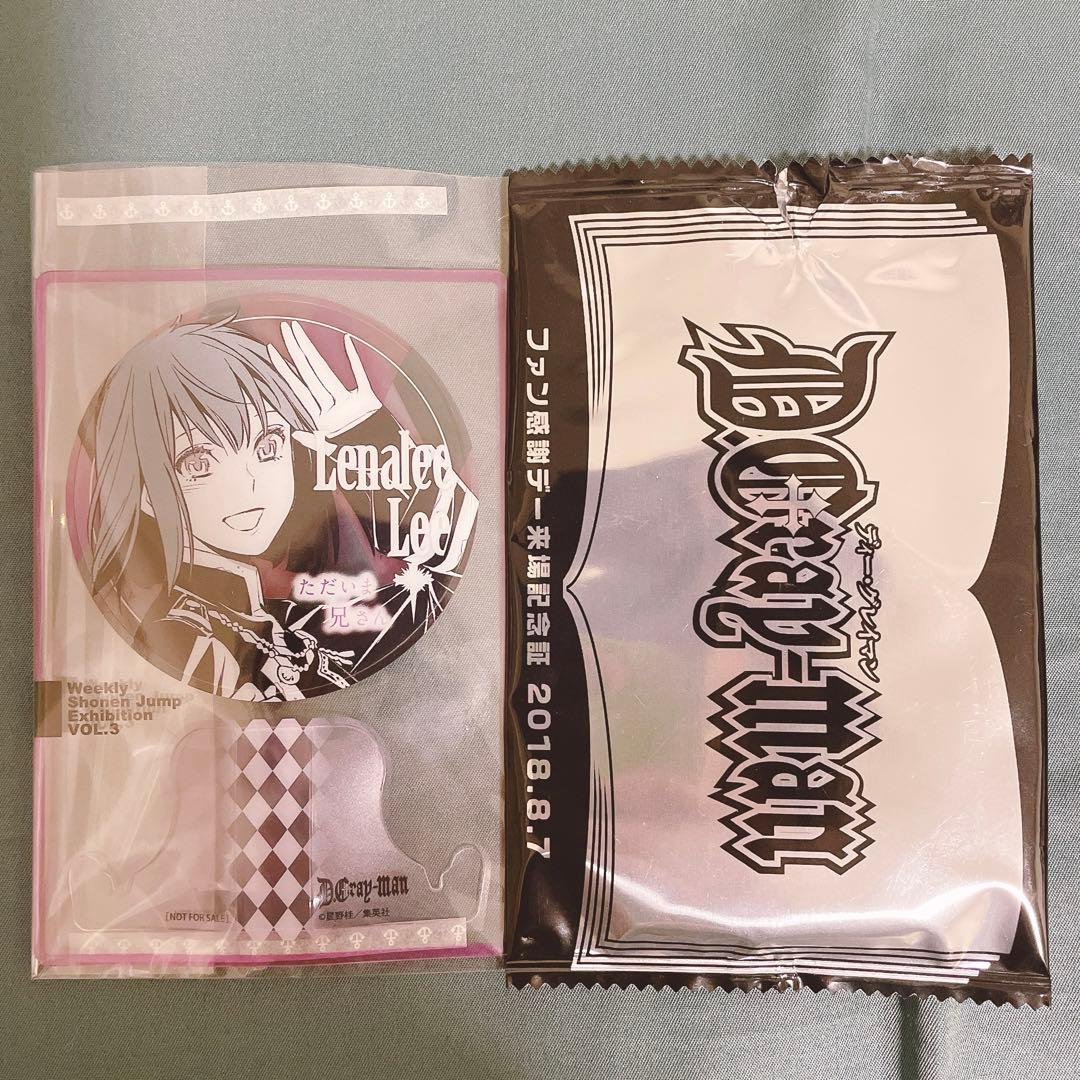 Lenalee
Lee
ただいま
兄さん
Weekly
Shonen Jump
Exhibition
VOL.3
D.Gray-man
[NOT FOR SALE]
©星野桂／集英社
ファン感謝デー 来場記念証 2018.8.7
D.Gray-man
ディー・グレイマン